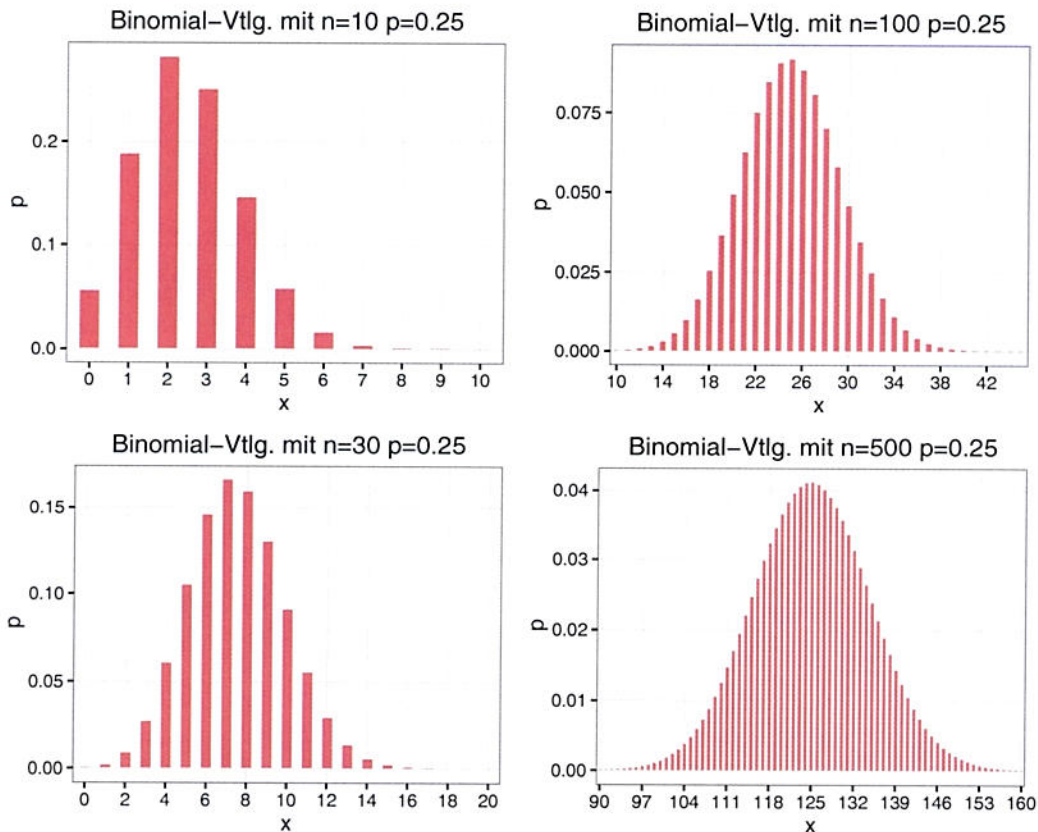 Binomial–Vtlg. mit n=10 p=0.25
0.2
0.1
0.0
p
0 1 2 3 4 5 6 7 8 9 10
x
Binomial–Vtlg. mit n=100 p=0.25
0.075
0.050
0.025
0.000
p
10 14 18 22 26 30 34 38 42
x
Binomial–Vtlg. mit n=30 p=0.25
0.15
0.10
0.05
0.00
p
0 2 4 6 8 10 12 14 16 18 20
x
Binomial–Vtlg. mit n=500 p=0.25
0.04
0.03
0.02
0.01
0.00
p
90 97 104 111 118 125 132 139 146 153 160
x